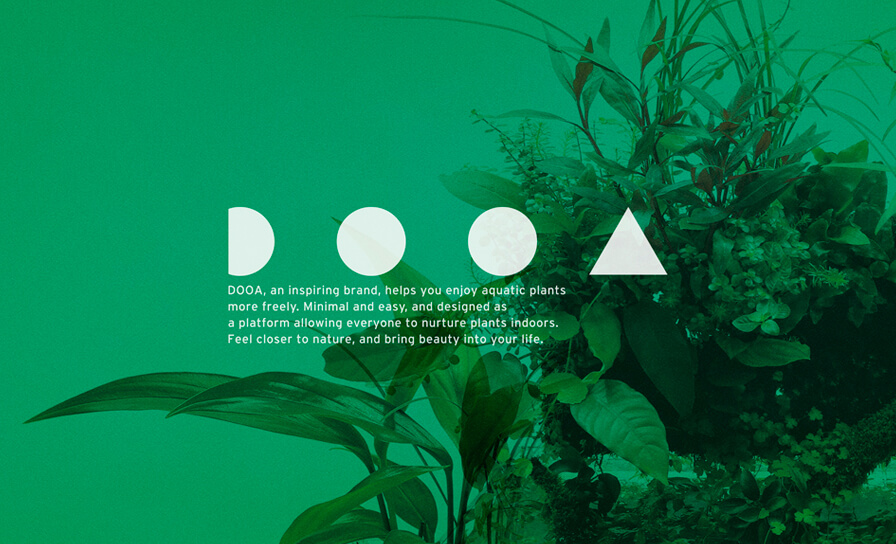 DOOA
DOOA, an inspiring brand, helps you enjoy aquatic plants
more freely. Minimal and easy, and designed as
a platform allowing everyone to nurture plants indoors.
Feel closer to nature, and bring beauty into your life.